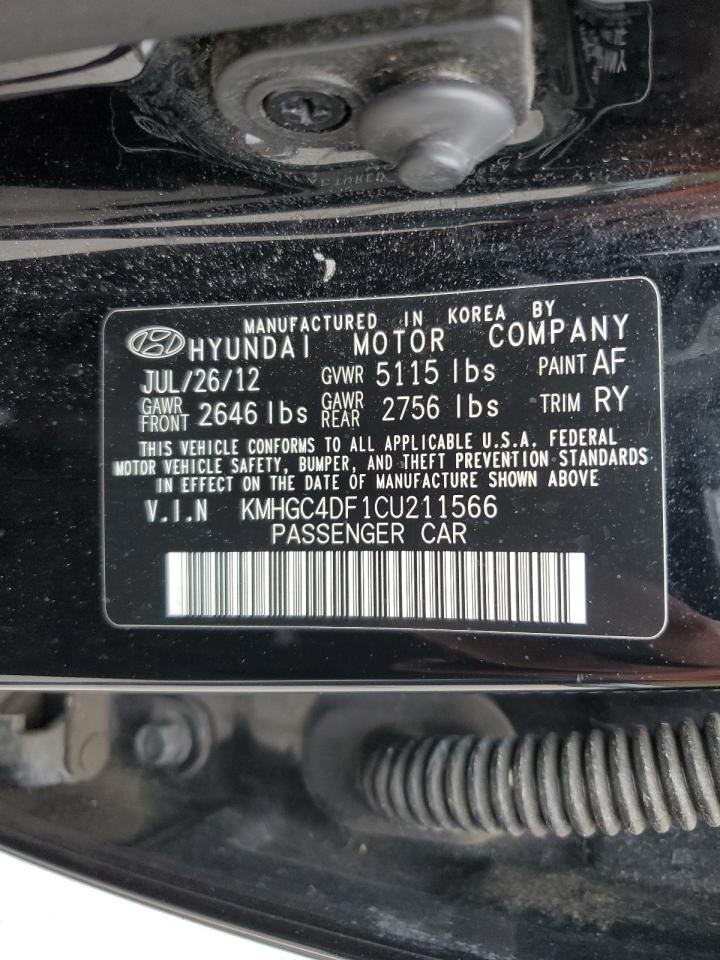 MANUFACTURED IN KOREA BY
HYUNDAI MOTOR COMPANY
JUL/26/12 GVWR 5115 lbs PAINT AF
GAWR FRONT 2646 lbs GAWR REAR 2756 lbs TRIM RY
THIS VEHICLE CONFORMS TO ALL APPLICABLE U.S.A. FEDERAL
MOTOR VEHICLE SAFETY, BUMPER, AND THEFT PREVENTION STANDARDS
IN EFFECT ON THE DATE OF MANUFACTURE SHOWN ABOVE
V.I.N KMHGC4DF1CU211566
PASSENGER CAR